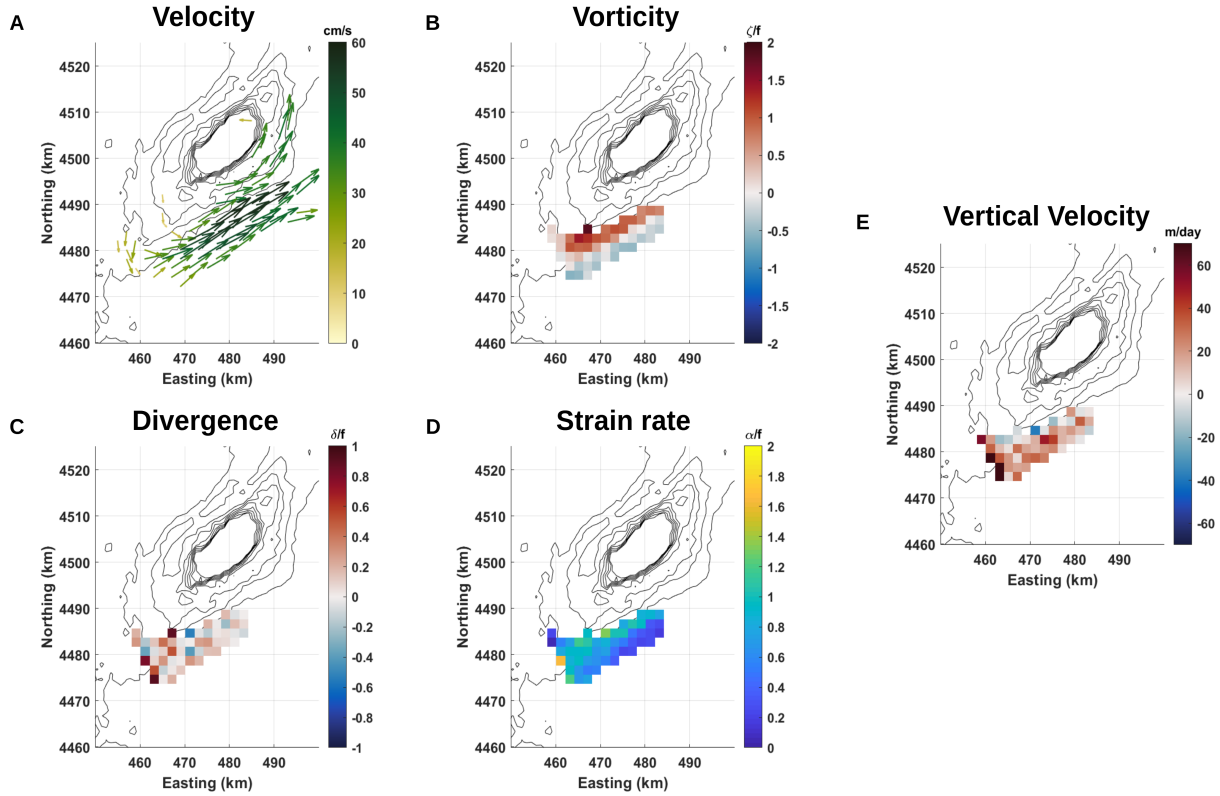 A
Velocity
cm/s
60
50
40
30
20
10
0
4520
4510
4500
4490
4480
4470
4460
Northing (km)
460 470 480 490
Easting (km)
B
Vorticity
ζ/f
2
1.5
1
0.5
0
-0.5
-1
-1.5
-2
4520
4510
4500
4490
4480
4470
4460
Northing (km)
460 470 480 490
Easting (km)
C
Divergence
δ/f
1
0.8
0.6
0.4
0.2
0
-0.2
-0.4
-0.6
-0.8
-1
4520
4510
4500
4490
4480
4470
4460
Northing (km)
460 470 480 490
Easting (km)
D
Strain rate
α/f
2
1.8
1.6
1.4
1.2
1
0.8
0.6
0.4
0.2
0
4520
4510
4500
4490
4480
4470
4460
Northing (km)
460 470 480 490
Easting (km)
E
Vertical Velocity
m/day
60
40
20
0
-20
-40
-60
4520
4510
4500
4490
4480
4470
4460
Northing (km)
460 470 480 490
Easting (km)